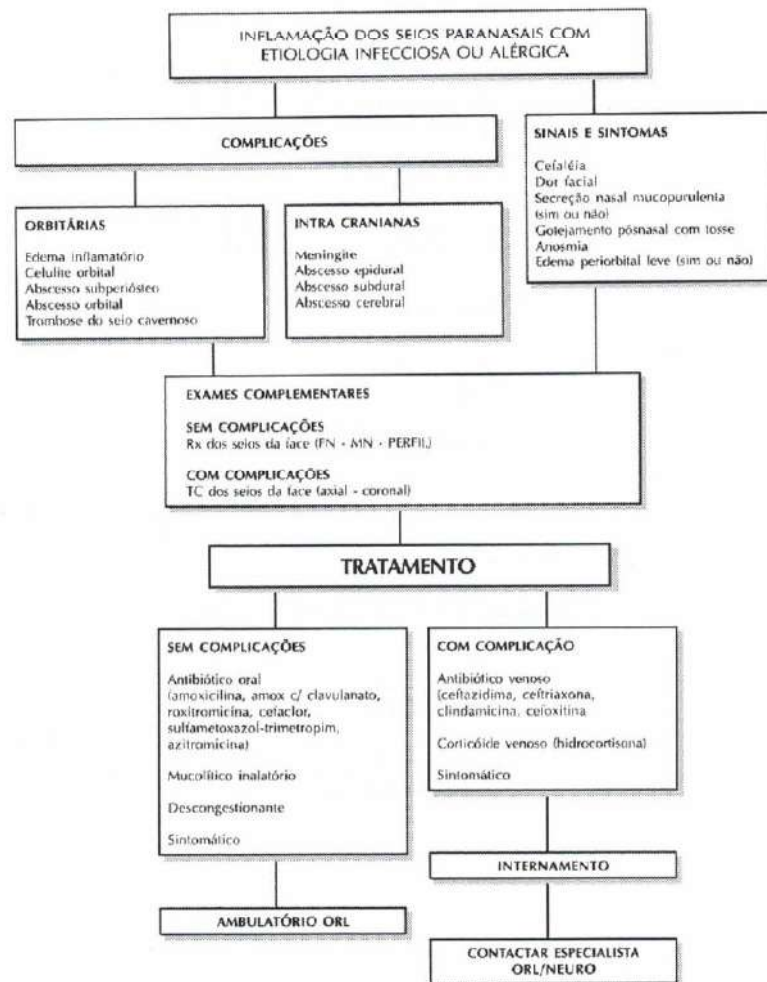 INFLAMAÇÃO DOS SEIOS PARANASAIS COM
ETIOLOGIA INFECCIOSA OU ALÉRGICA
COMPLICAÇÕES
SINAIS E SINTOMAS
Cefaléia
Dor facial
Secreção nasal mucopurulenta
(sim ou não)
Gotejamento pósnasal com tosse
Anosmia
Edema periorbital leve (sim ou não)
ORBITÁRIAS
Edema inflamatório
Celulite orbital
Abscesso subperiósteo
Abscesso orbital
Trombose do seio cavernoso
INTRA CRANIANAS
Meningite
Abscesso epidural
Abscesso subdural
Abscesso cerebral
EXAMES COMPLEMENTARES
SEM COMPLICAÇÕES
Rx dos seios da face (FN - MN - PERFIL)
COM COMPLICAÇÕES
TC dos seios da face (axial - coronal)
TRATAMENTO
SEM COMPLICAÇÕES
Antibiótico oral
(amoxicilina, amox c/ clavulanato,
roxitromicina, cefaclor,
sulfametoxazol-trimetropim,
azitromicina)
Mucolítico inalatório
Descongestionante
Sintomático
AMBULATÓRIO ORL
COM COMPLICAÇÃO
Antibiótico venoso
(ceftazidima, ceftriaxona,
clindamicina, cefoxitina
Corticóide venoso (hidrocortisona)
Sintomático
INTERNAMENTO
CONTACTAR ESPECIALISTA
ORL/NEURO